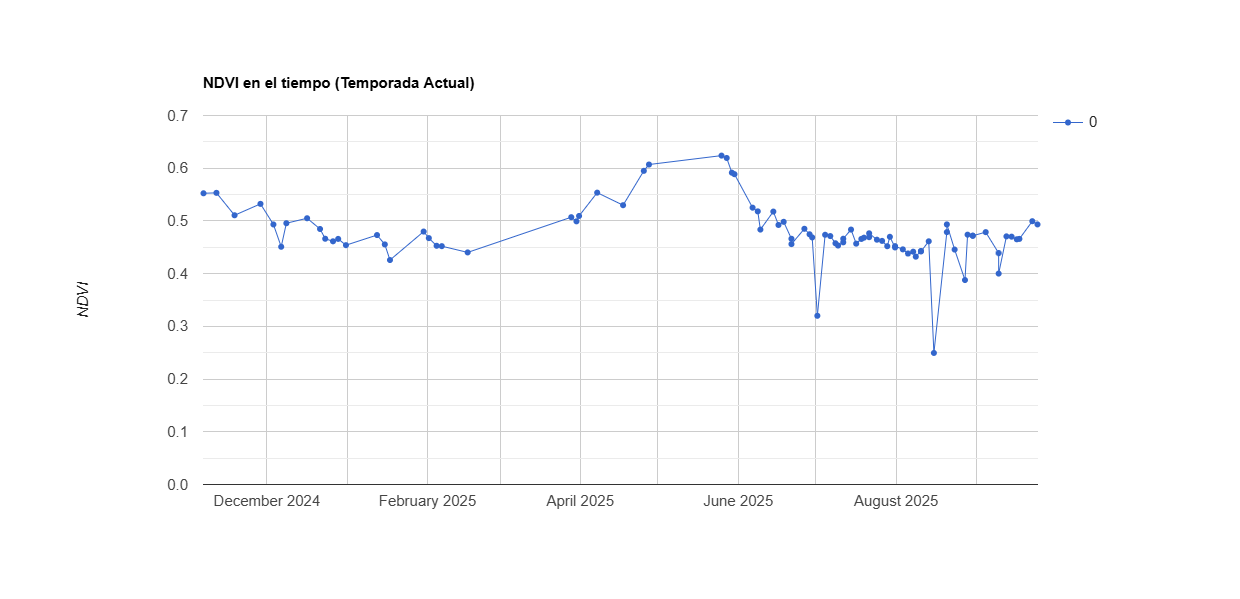 NDVI en el tiempo (Temporada Actual)
0.7
0.6
0.5
0.4
0.3
0.2
0.1
0.0
NDVI
December 2024
February 2025
April 2025
June 2025
August 2025
0